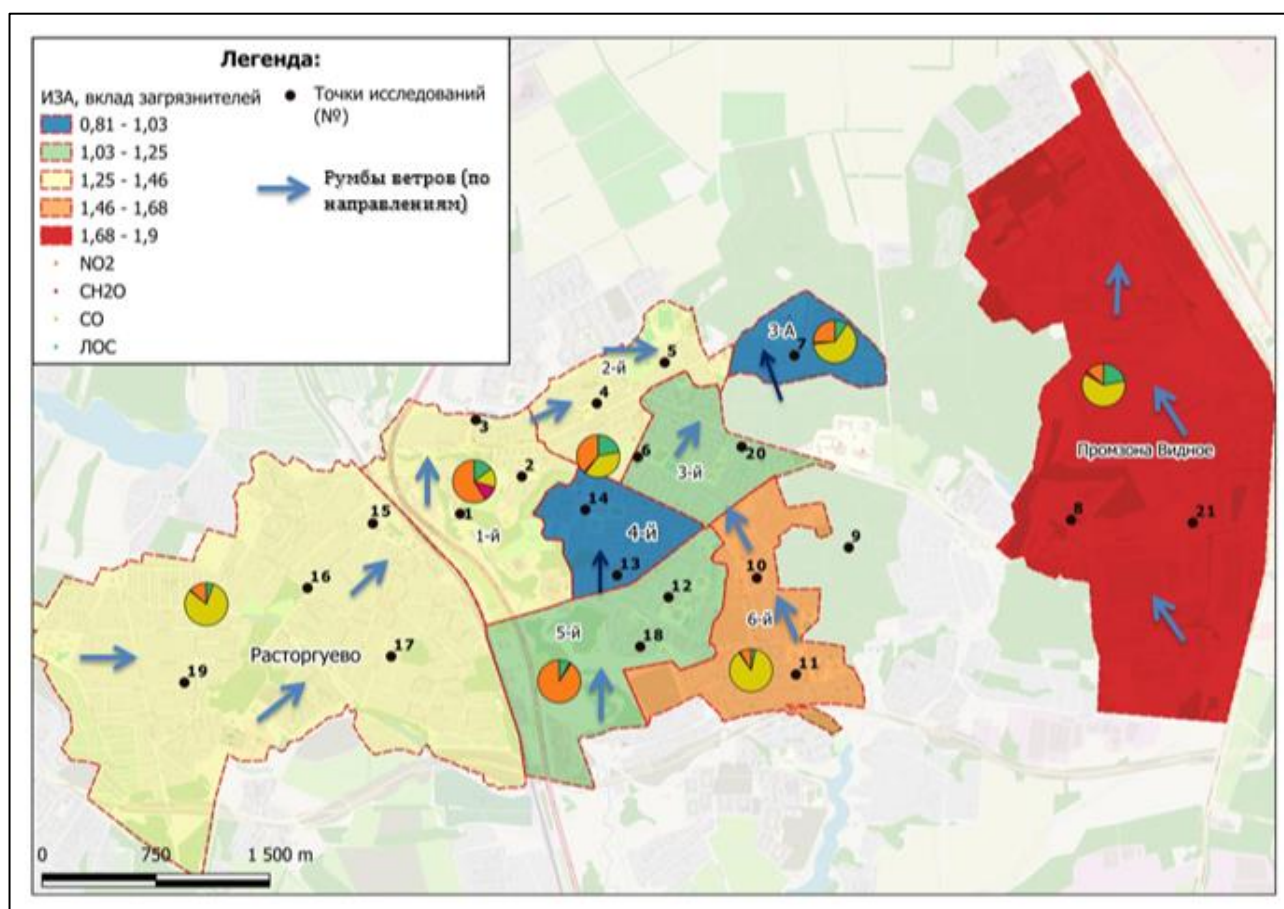 Легенда:
ИЗА, вклад загрязнителей
0,81 - 1,03
1,03 - 1,25
1,25 - 1,46
1,46 - 1,68
1,68 - 1,9
NO2
CH2O
CO
ЛОС
Точки исследований
(№)
Румбы ветров (по
направлениям)
3-А
7
5
2-й
4
3
6
20
3-й
2
Промзона Видное
14
1
15
1-й
4-й
8
21
9
13
10
16
12
5-й
6-й
18
Расторгуево
17
11
19
0 750 1 500 m